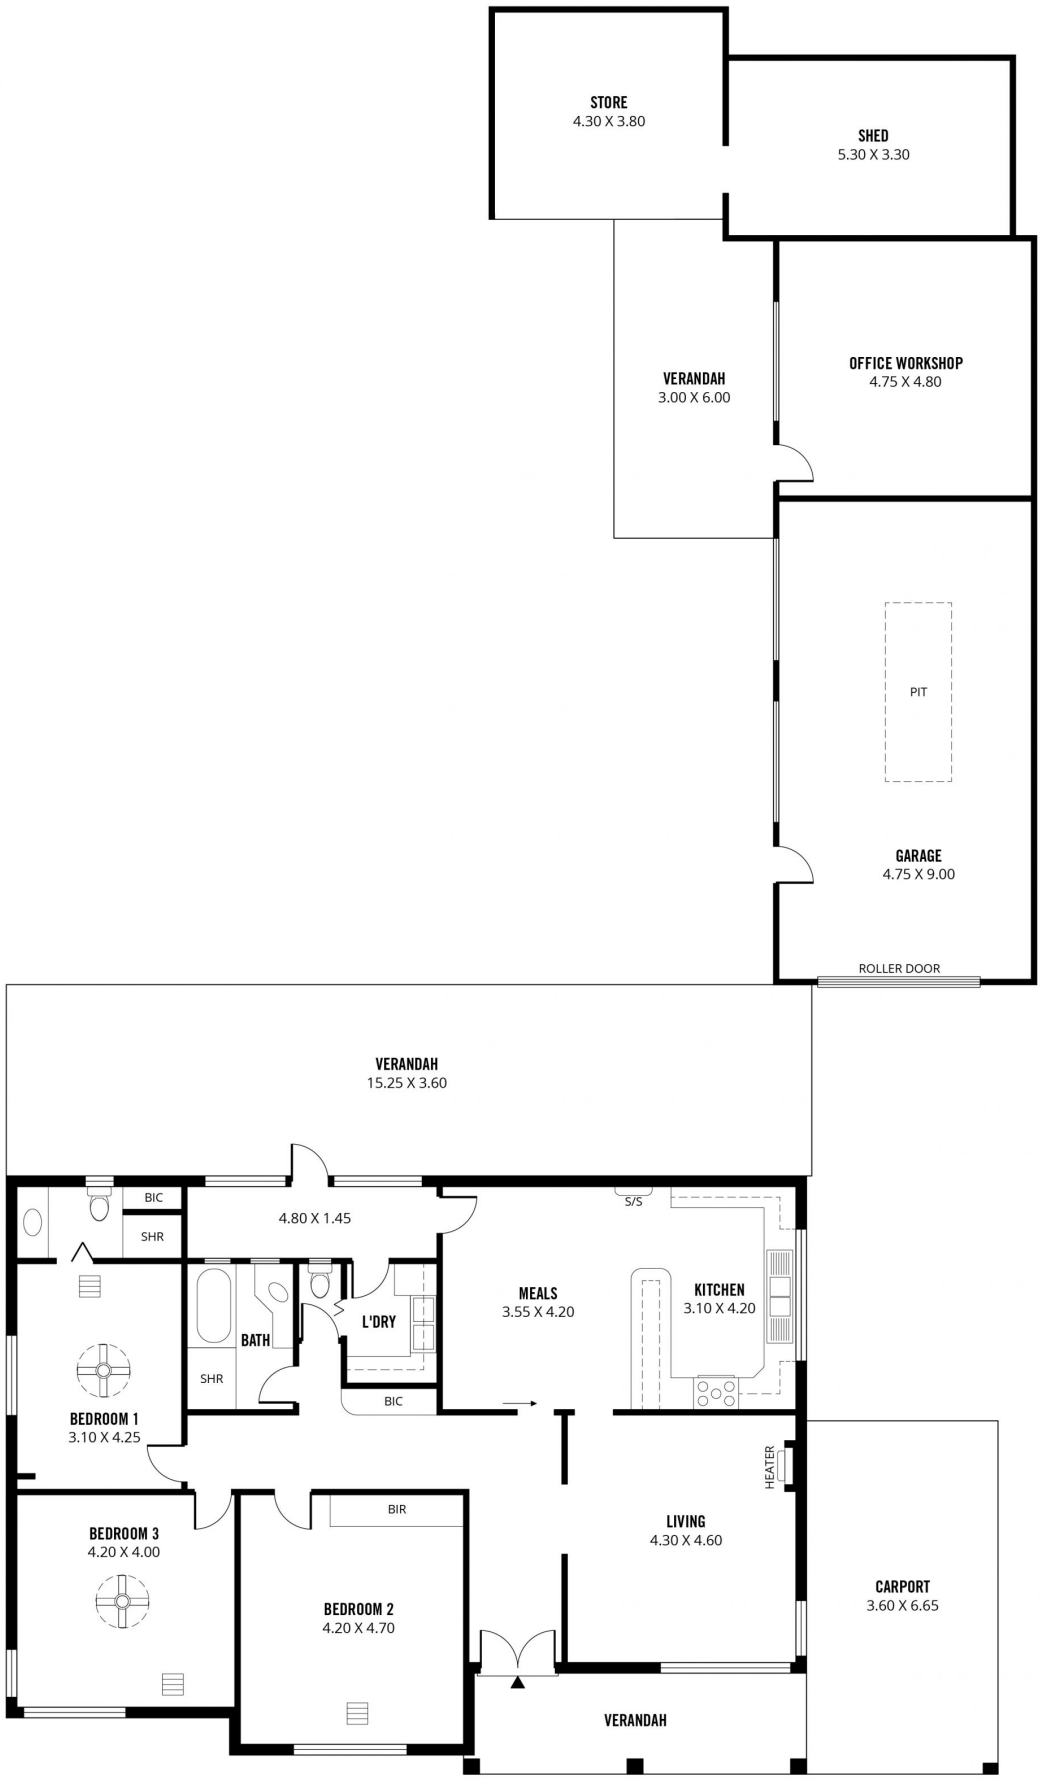 STORE
4.30 X 3.80
SHED
5.30 X 3.30
OFFICE WORKSHOP
4.75 X 4.80
VERANDAH
3.00 X 6.00
PIT
GARAGE
4.75 X 9.00
ROLLER DOOR
VERANDAH
15.25 X 3.60
BIC
SHR
4.80 X 1.45
S/S
MEALS
3.55 X 4.20
KITCHEN
3.10 X 4.20
L'DRY
BATH
SHR
BIC
BEDROOM 1
3.10 X 4.25
HEATER
BIR
LIVING
4.30 X 4.60
BEDROOM 3
4.20 X 4.00
BEDROOM 2
4.20 X 4.70
CARPORT
3.60 X 6.65
VERANDAH